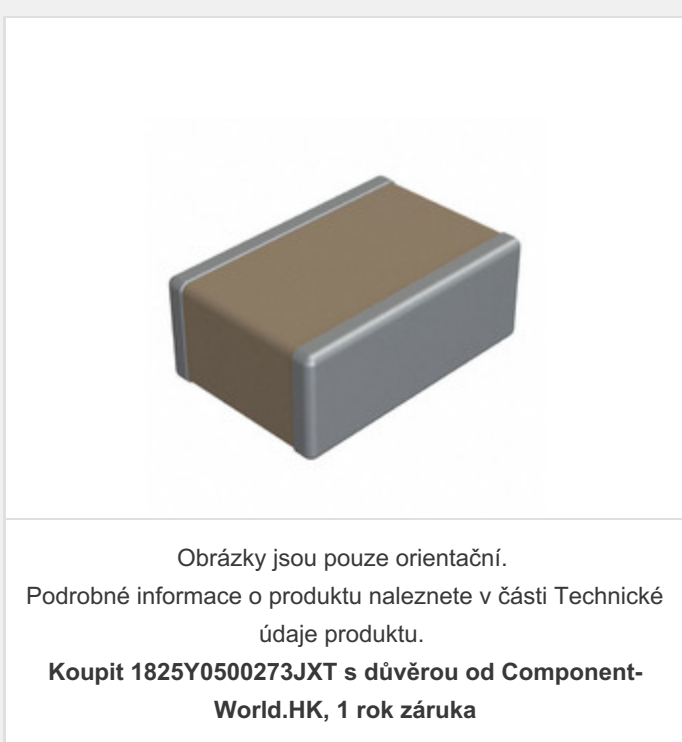 Obrázky jsou pouze orientační.
Podrobné informace o produktu naleznete v části Technické
údaje produktu.
Koupit 1825Y0500273JXT s důvěrou od Component-
World.HK, 1 rok záruka